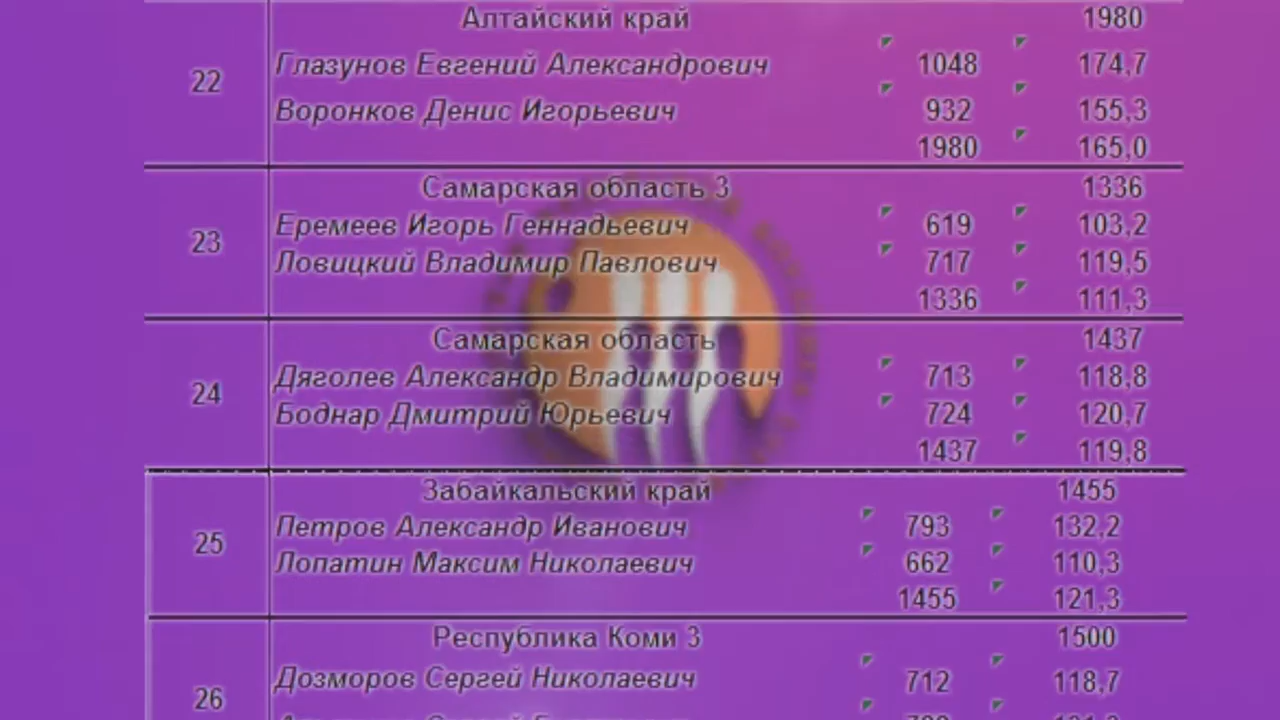 Алтайский край 1980
22
Глазунов Евгений Александрович 1048 174,7
Воронков Денис Игорьевич 932 155,3
1980 165,0
Самарская область 3 1336
23
Еремеев Игорь Геннадьевич 619 103,2
Ловицкий Владимир Павлович 717 119,5
1336 111,3
Самарская область 1437
24
Дяголев Александр Владимирович 713 118,8
Боднар Дмитрий Юрьевич 724 120,7
1437 119,8
Забайкальский край 1455
25
Петров Александр Иванович 793 132,2
Лопатин Максим Николаевич 662 110,3
1455 121,3
Республика Коми 3 1500
26
Дозморов Сергей Николаевич 712 118,7